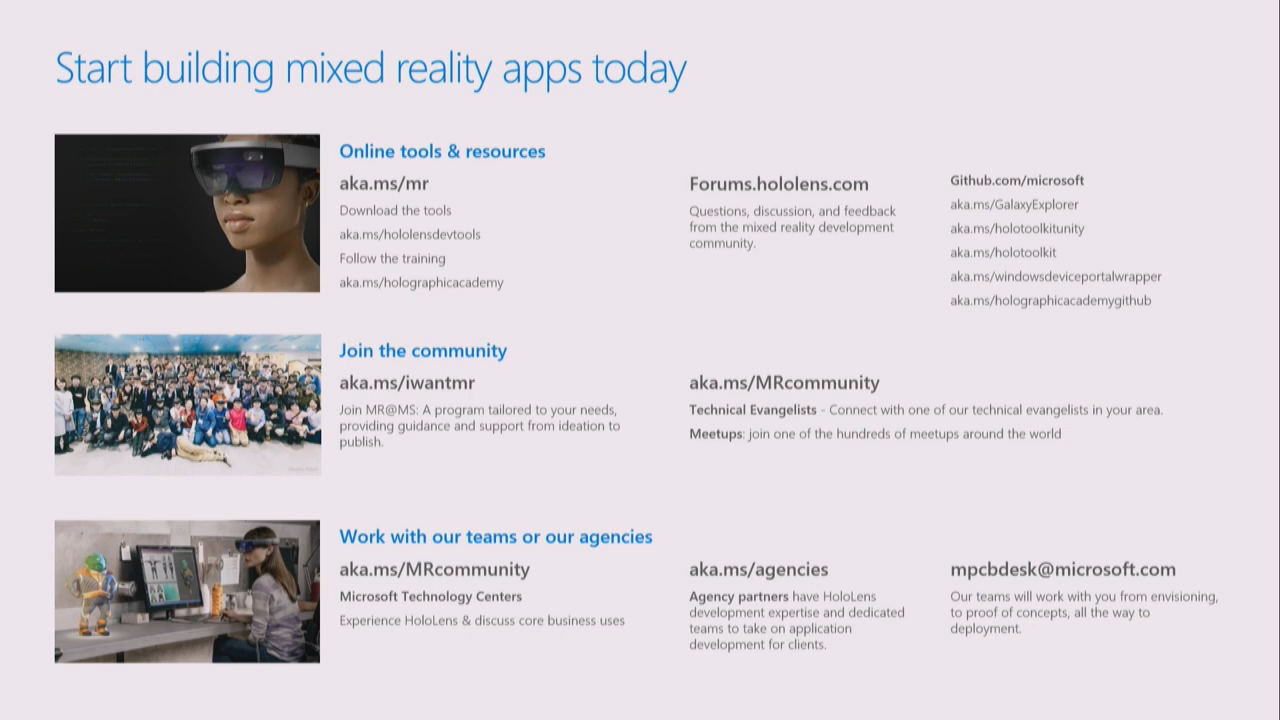 Start building mixed reality apps today
Online tools & resources
aka.ms/mr
Download the tools
aka.ms/hololensdevtools
Follow the training
aka.ms/holographicacademy
Forums.hololens.com
Questions, discussion, and feedback
from the mixed reality development
community.
Github.com/microsoft
aka.ms/GalaxyExplorer
aka.ms/holotoolkitunity
aka.ms/holotoolkit
aka.ms/windowsdeviceportalwrapper
aka.ms/holographicacademygithub
Join the community
aka.ms/iwantmr
Join MR@MS: A program tailored to your needs,
providing guidance and support from ideation to
publish.
aka.ms/MRcommunity
Technical Evangelists - Connect with one of our technical evangelists in your area.
Meetups: join one of the hundreds of meetups around the world
Work with our teams or our agencies
aka.ms/MRcommunity
Microsoft Technology Centers
Experience HoloLens & discuss core business uses
aka.ms/agencies
Agency partners have HoloLens
development expertise and dedicated
teams to take on application
development for clients.
mpcbdesk@microsoft.com
Our teams will work with you from envisioning,
to proof of concepts, all the way to
deployment.